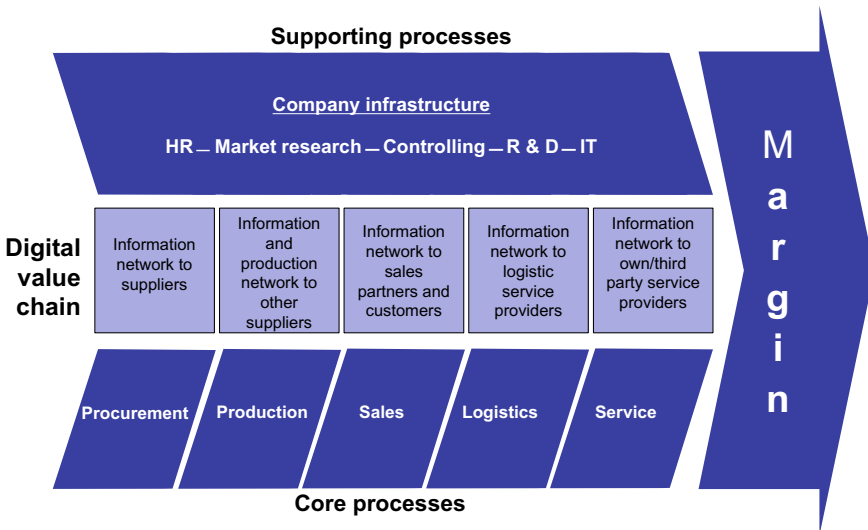 Supporting processes
Company infrastructure
HR – Market research – Controlling – R & D – IT
Digital
value
chain
Information
network to
suppliers
Information
and
production
network to
other
suppliers
Information
network to
sales
partners and
customers
Information
network to
logistic
service
providers
Information
network to
own/third
party service
providers
Procurement
Production
Sales
Logistics
Service
Core processes
M
a
r
g
i
n